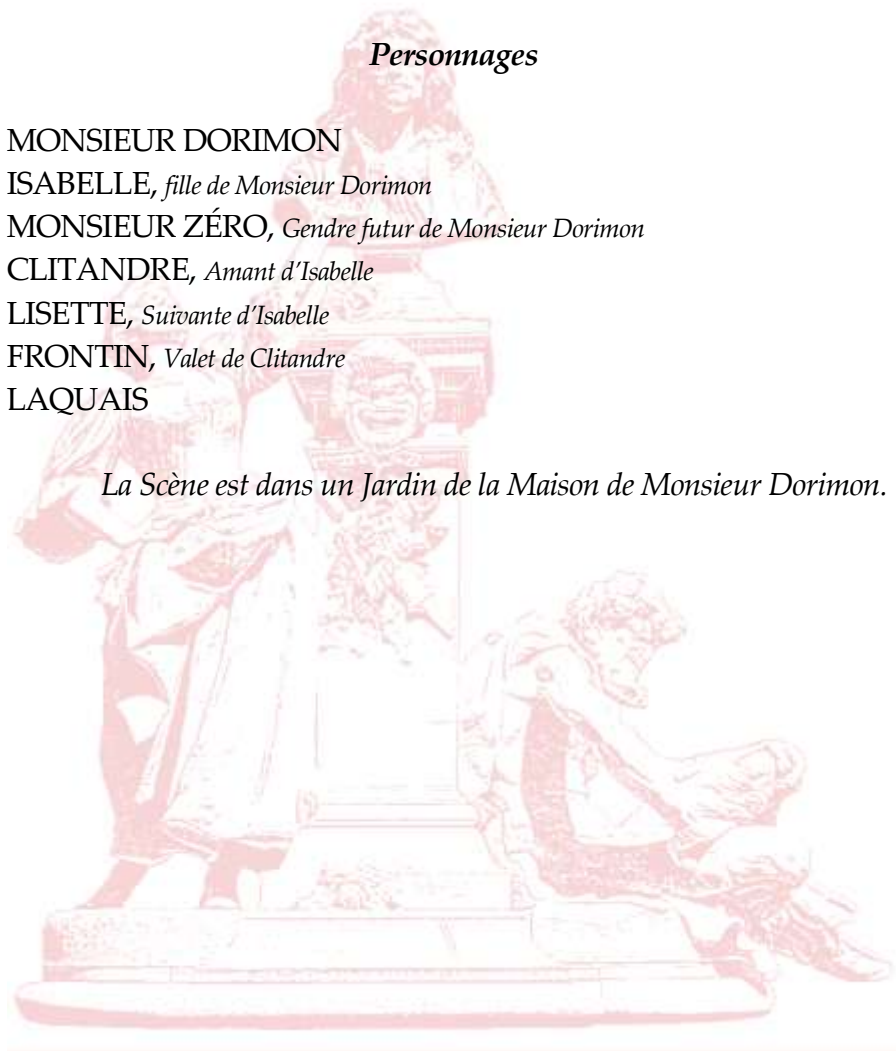 Personnages
MONSIEUR DORIMON
ISABELLE, fille de Monsieur Dorimon
MONSIEUR ZÉRO, Gendre futur de Monsieur Dorimon
CLITANDRE, Amant d’Isabelle
LISETTE, Suivante d’Isabelle
FRONTIN, Valet de Clitandre
LAQUAIS
La Scène est dans un Jardin de la Maison de Monsieur Dorimon.